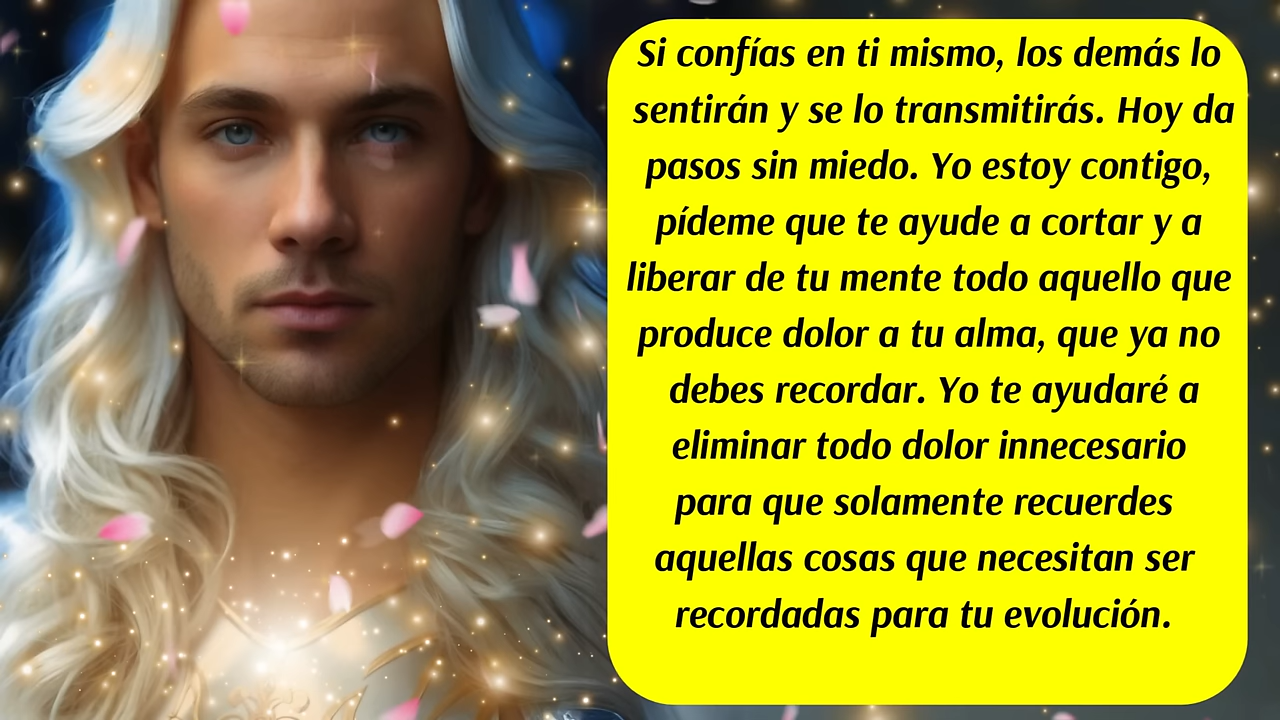 Si confías en ti mismo, los demás lo
sentirán y se lo transmitirás. Hoy da
pasos sin miedo. Yo estoy contigo,
pídeme que te ayude a cortar y a
liberar de tu mente todo aquello que
produce dolor a tu alma, que ya no
debes recordar. Yo te ayudaré a
eliminar todo dolor innecesario
para que solamente recuerdes
aquellas cosas que necesitan ser
recordadas para tu evolución.